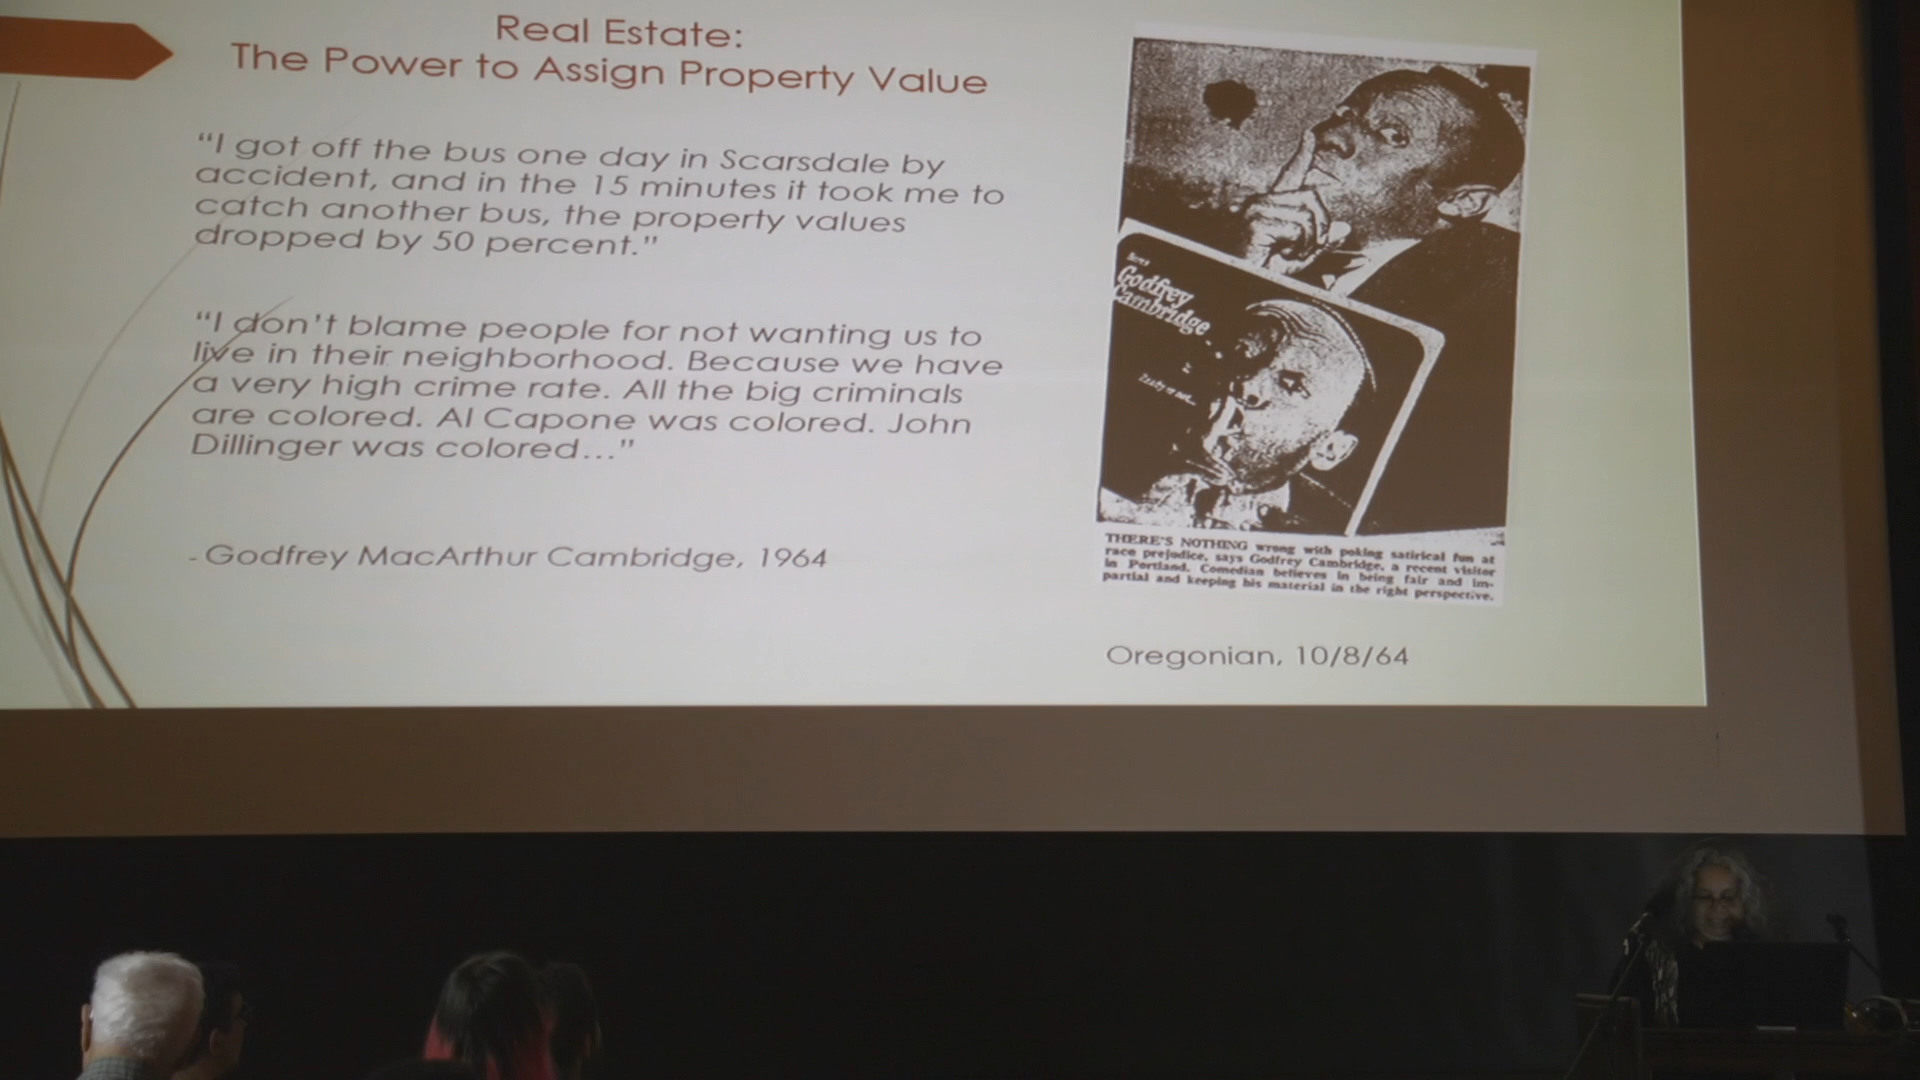 Real Estate:
The Power to Assign Property Value
"I got off the bus one day in Scarsdale by
accident, and in the 15 minutes it took me to
catch another bus, the property values
dropped by 50 percent."
"I don't blame people for not wanting us to
live in their neighborhood. Because we have
a very high crime rate. All the big criminals
are colored. Al Capone was colored. John
Dillinger was colored..."
- Godfrey MacArthur Cambridge, 1964
Godfrey
Cambridge
THERE'S NOTHING wrong with poking satirical fun at
race prejudice, says Godfrey Cambridge, a recent visitor
in Portland. Comedian believes in being fair and im-
partial and keeping his material in the right perspective.
Oregonian, 10/8/64